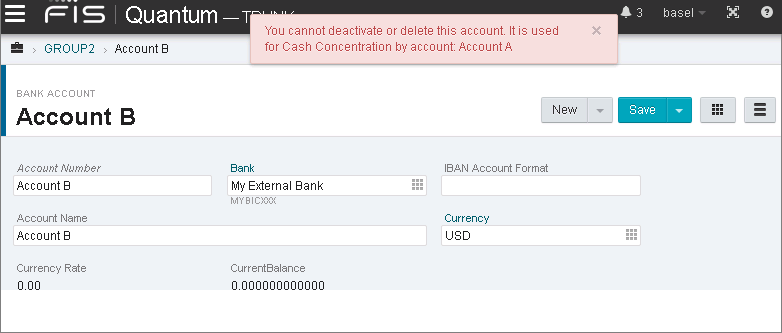 FIS Quantum — TRUNK
You cannot deactivate or delete this account. It is used
for Cash Concentration by account: Account A
3 basel
GROUP2 Account B
BANK ACCOUNT
Account B
New Save
Account Number Bank IBAN Account Format
Account B My External Bank
MYBICXXX
Account Name Currency
Account B USD
Currency Rate CurrentBalance
0.00 0.000000000000